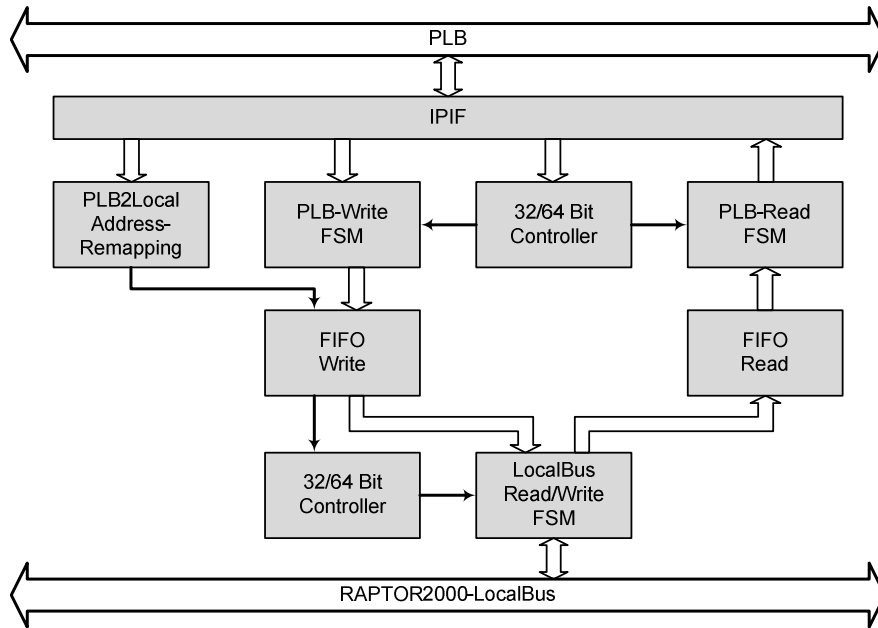 PLB
IPIF
PLB2Local
Address-
Remapping
PLB-Write
FSM
32/64 Bit
Controller
PLB-Read
FSM
FIFO
Write
FIFO
Read
32/64 Bit
Controller
LocalBus
Read/Write
FSM
RAPTOR2000-LocalBus